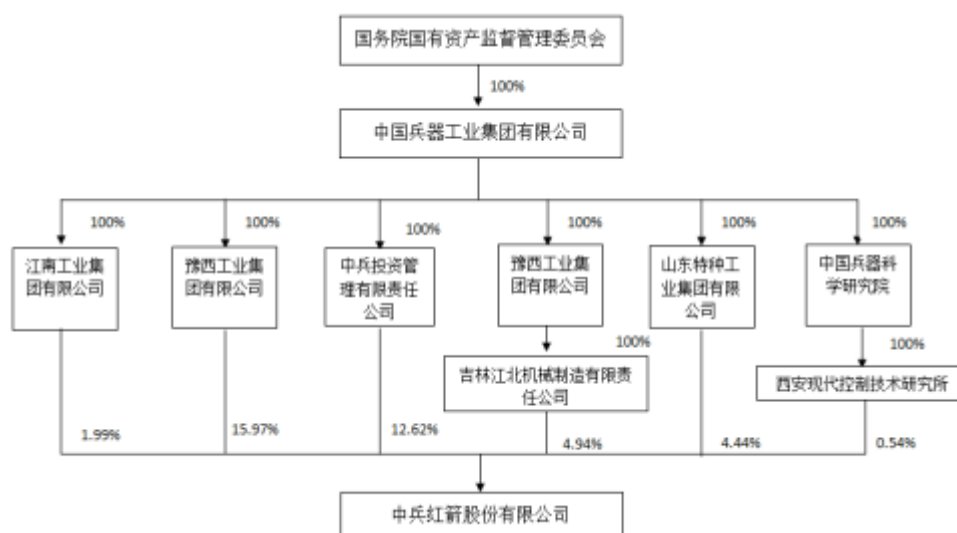 国务院国有资产监督管理委员会
100%
中国兵器工业集团有限公司
100%
100%
100%
100%
100%
100%
江南工业集
团有限公司
豫西工业集
团有限公司
中兵投资管
理有限责任
公司
豫西工业集
团有限公司
山东特种工
业集团有限
公司
中国兵器科
学研究院
100%
100%
吉林江北机械制造有限责
任公司
西安现代控制技术研究所
1.99%
15.97%
12.62%
4.94%
4.44%
0.54%
中兵红箭股份有限公司